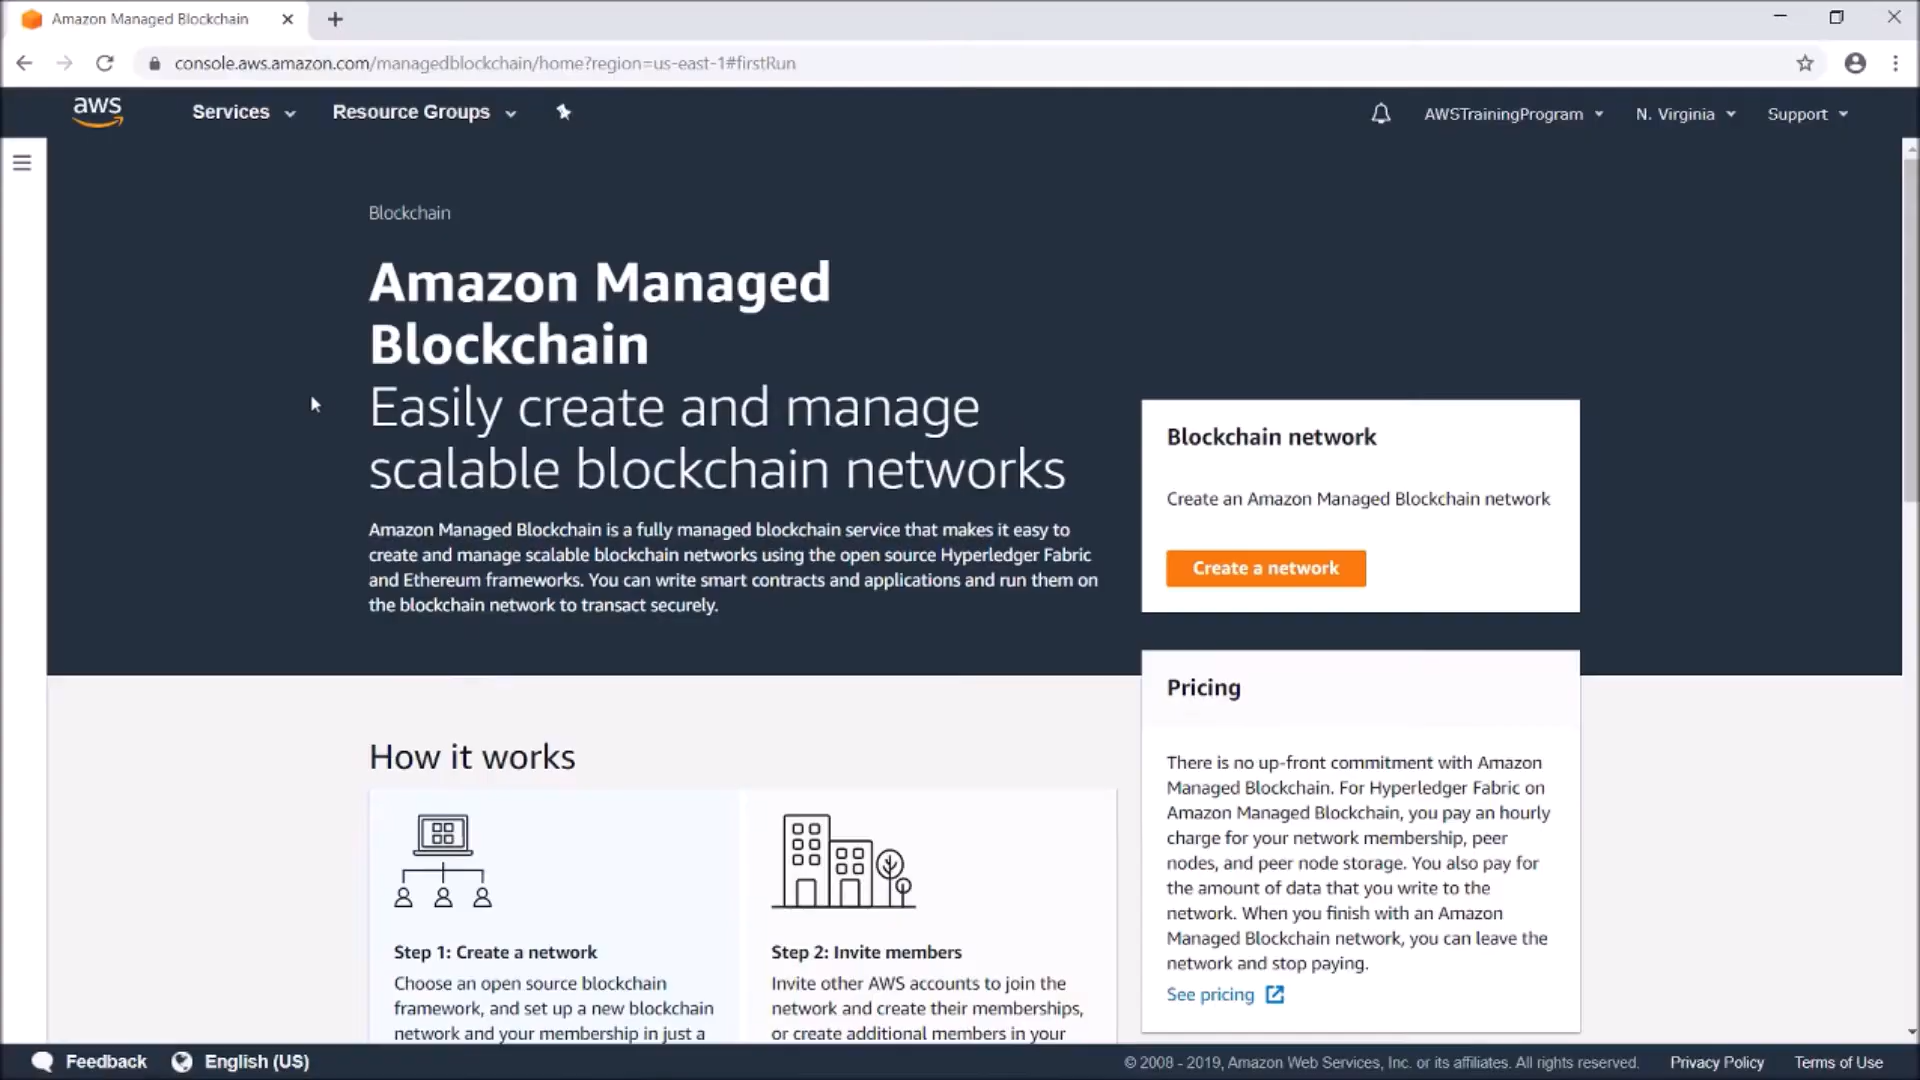 Amazon Managed Blockchain
console.aws.amazon.com/managedblockchain/home?region=us-east-1#firstRun
aws
Services
Resource Groups
AWSTrainingProgram
N. Virginia
Support
Blockchain
Amazon Managed
Blockchain
Easily create and manage
scalable blockchain networks
Amazon Managed Blockchain is a fully managed blockchain service that makes it easy to
create and manage scalable blockchain networks using the open source Hyperledger Fabric
and Ethereum frameworks. You can write smart contracts and applications and run them on
the blockchain network to transact securely.
Blockchain network
Create an Amazon Managed Blockchain network
Create a network
Pricing
There is no up-front commitment with Amazon
Managed Blockchain. For Hyperledger Fabric on
Amazon Managed Blockchain, you pay an hourly
charge for your network membership, peer
nodes, and peer node storage. You also pay for
the amount of data that you write to the
network. When you finish with an Amazon
Managed Blockchain network, you can leave the
network and stop paying.
See pricing
How it works
Step 1: Create a network
Choose an open source blockchain
framework, and set up a new blockchain
network and your membership in just a
Step 2: Invite members
Invite other AWS accounts to join the
network and create their memberships,
or create additional members in your
Feedback
English (US)
© 2008 - 2019, Amazon Web Services, Inc. or its affiliates. All rights reserved.
Privacy Policy
Terms of Use